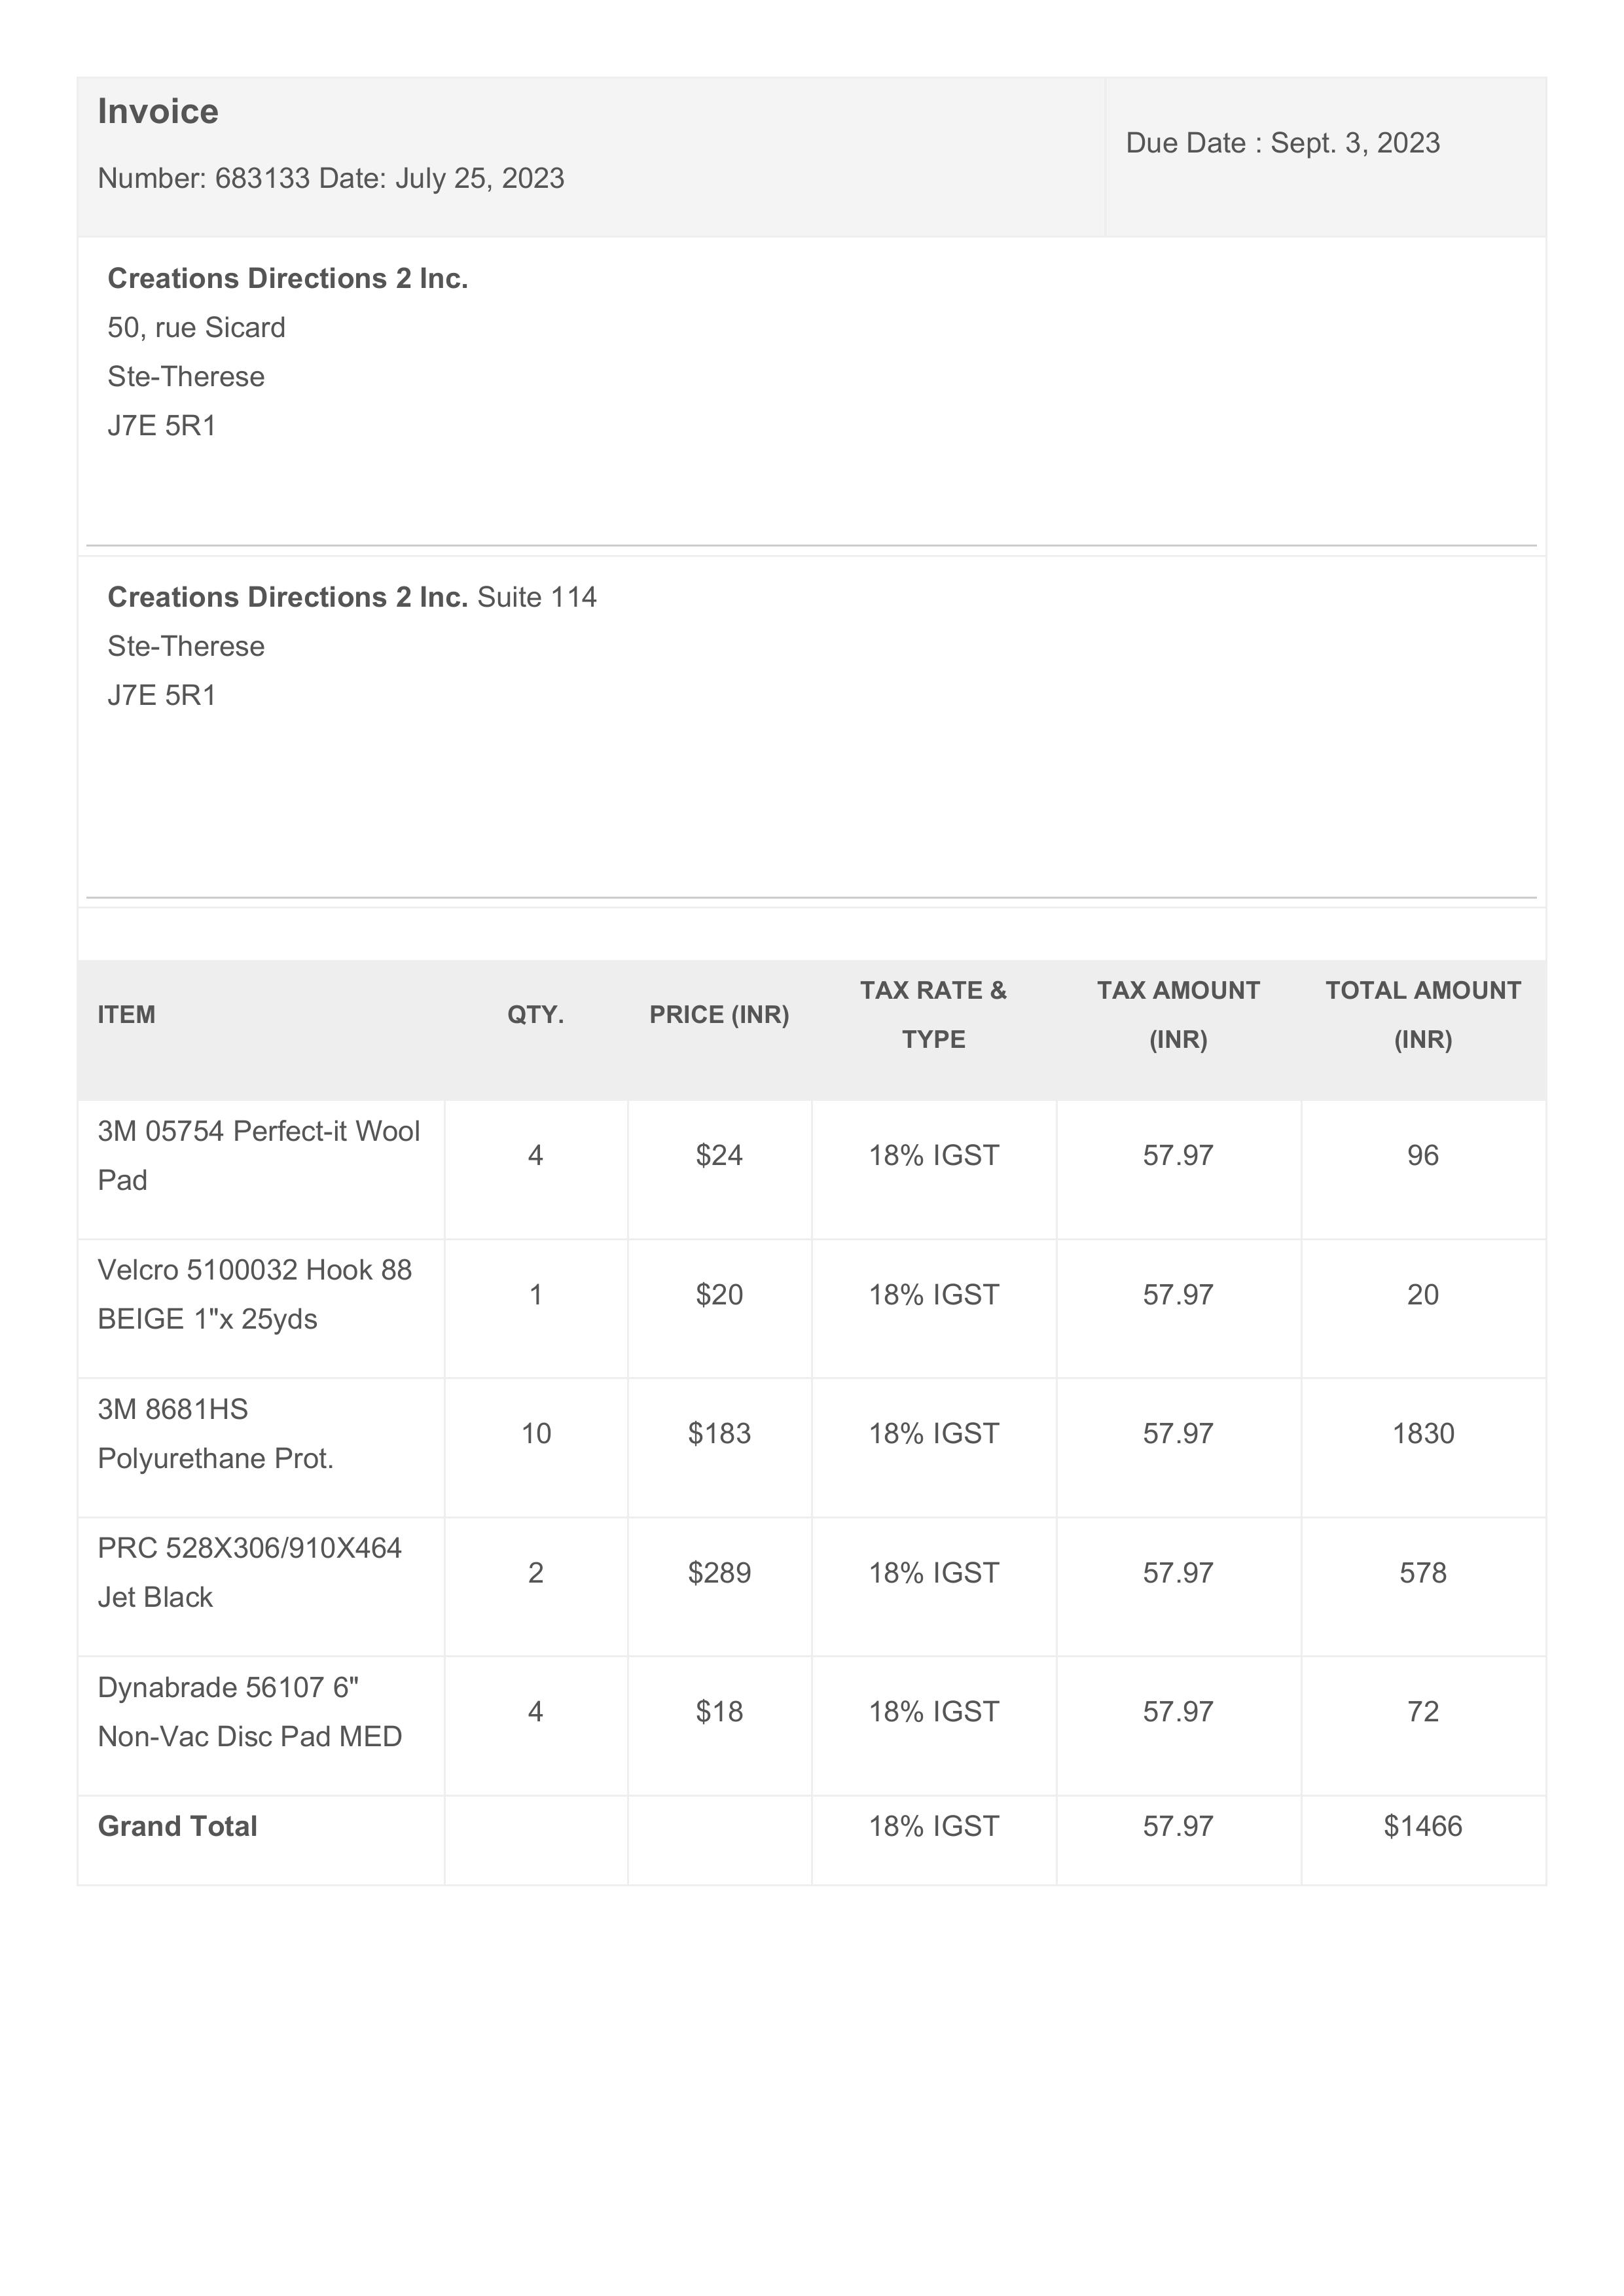 Invoice
Number: 683133 Date: July 25, 2023
Due Date : Sept. 3, 2023
Creations Directions 2 Inc.
50, rue Sicard
Ste-Therese
J7E 5R1
Creations Directions 2 Inc. Suite 114
Ste-Therese
J7E 5R1
ITEM QTY. PRICE (INR) TAX RATE & TYPE TAX AMOUNT (INR) TOTAL AMOUNT (INR)
3M 05754 Perfect-it Wool
Pad
4 $24 18% IGST 57.97 96
Velcro 5100032 Hook 88
BEIGE 1"x 25yds
1 $20 18% IGST 57.97 20
3M 8681HS
Polyurethane Prot.
10 $183 18% IGST 57.97 1830
PRC 528X306/910X464
Jet Black
2 $289 18% IGST 57.97 578
Dynabrade 56107 6"
Non-Vac Disc Pad MED
4 $18 18% IGST 57.97 72
Grand Total 18% IGST 57.97 $1466